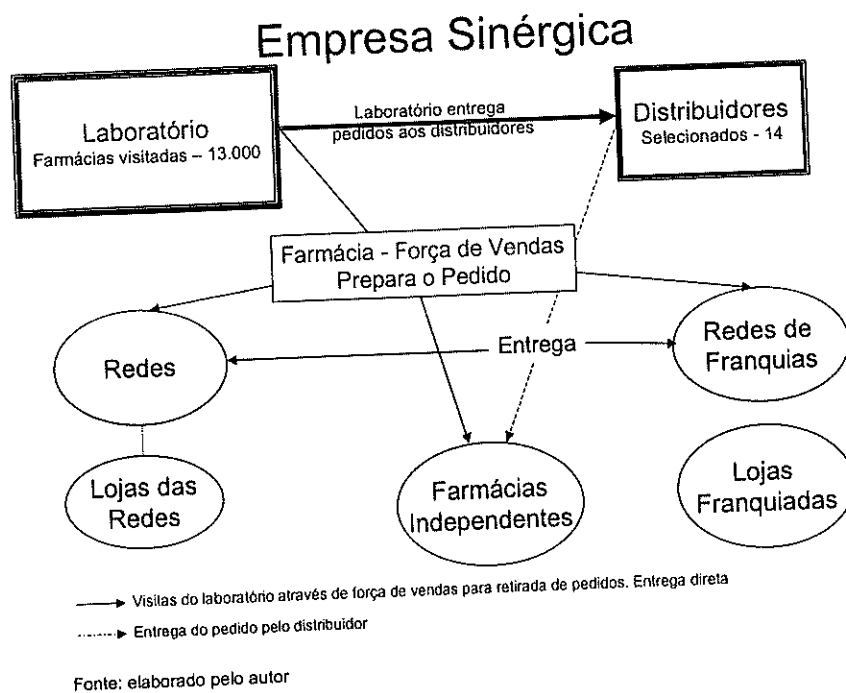 Empresa Sinérgica
Laboratório
Farmácias visitadas – 13.000
Laboratório entrega
pedidos aos distribuidores
Distribuidores
Selecionados - 14
Farmácia - Força de Vendas
Prepara o Pedido
Redes
Entrega
Redes de
Franquias
Lojas das
Redes
Farmácias
Independentes
Lojas
Franquiadas
Visitas do laboratório através de força de vendas para retirada de pedidos. Entrega direta
Entrega do pedido pelo distribuidor
Fonte: elaborado pelo autor